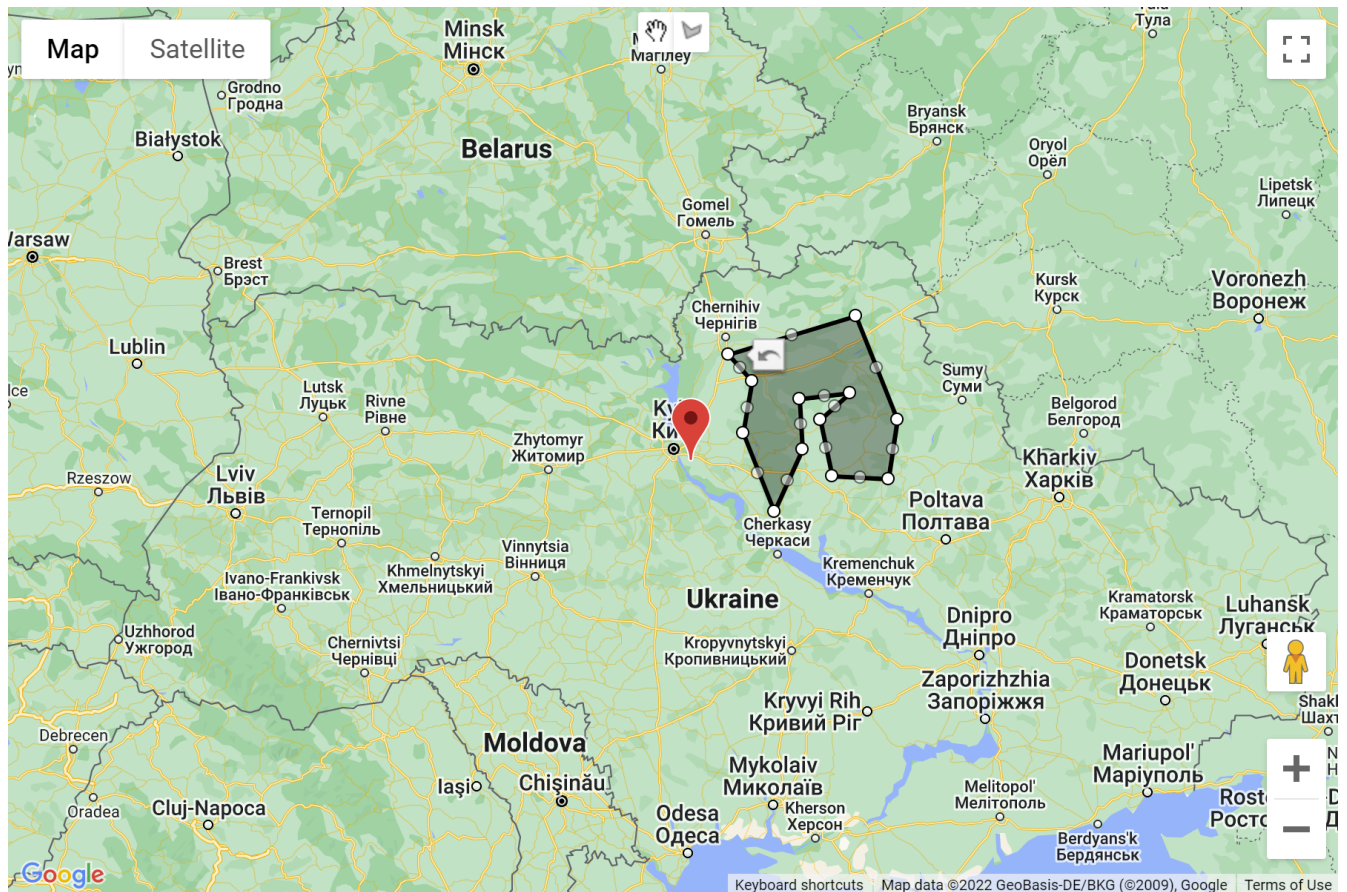 Map
Satellite
Minsk
Мінск
Магілеу
Тула
Grodno
Гродна
Białystok
Belarus
Bryansk
Брянск
Oryol
Орёл
Lipetsk
Липецк
Gomel
Гомель
Warsaw
Brest
Брэст
Kursk
Курск
Voronezh
Воронеж
Chernihiv
Чернігів
Lublin
Sumy
Суми
Lutsk
Луцьк
Rivne
Рівне
Belgorod
Белгород
Zhytomyr
Житомир
Kharkiv
Харків
Rzeszow
Lviv
Львів
Poltava
Полтава
Ternopil
Тернопіль
Cherkasy
Черкаси
Vinnytsia
Вінниця
Khmelnytskyi
Хмельницький
Kremenchuk
Кременчук
Ivano-Frankivsk
Івано-Франківськ
Ukraine
Kramatorsk
Краматорськ
Luhansk
Луганськ
Dnipro
Дніпро
Uzhhorod
Ужгород
Chernivtsi
Чернівці
Kropyvnytskyi
Кропивницький
Donetsk
Донецьк
Zaporizhzhia
Запоріжжя
Kryvyi Rih
Кривий Ріг
Debrecen
Moldova
Mariupol'
Маріуполь
Mykolaiv
Миколаїв
Iași
Chișinău
Melitopol'
Мелітополь
Oradea
Cluj-Napoca
Kherson
Херсон
Odesa
Одеса
Berdyans'k
Бердянськ
Google
Keyboard shortcuts
Map data ©2022 GeoBasis-DE/BKG (©2009), Google
Terms of Use